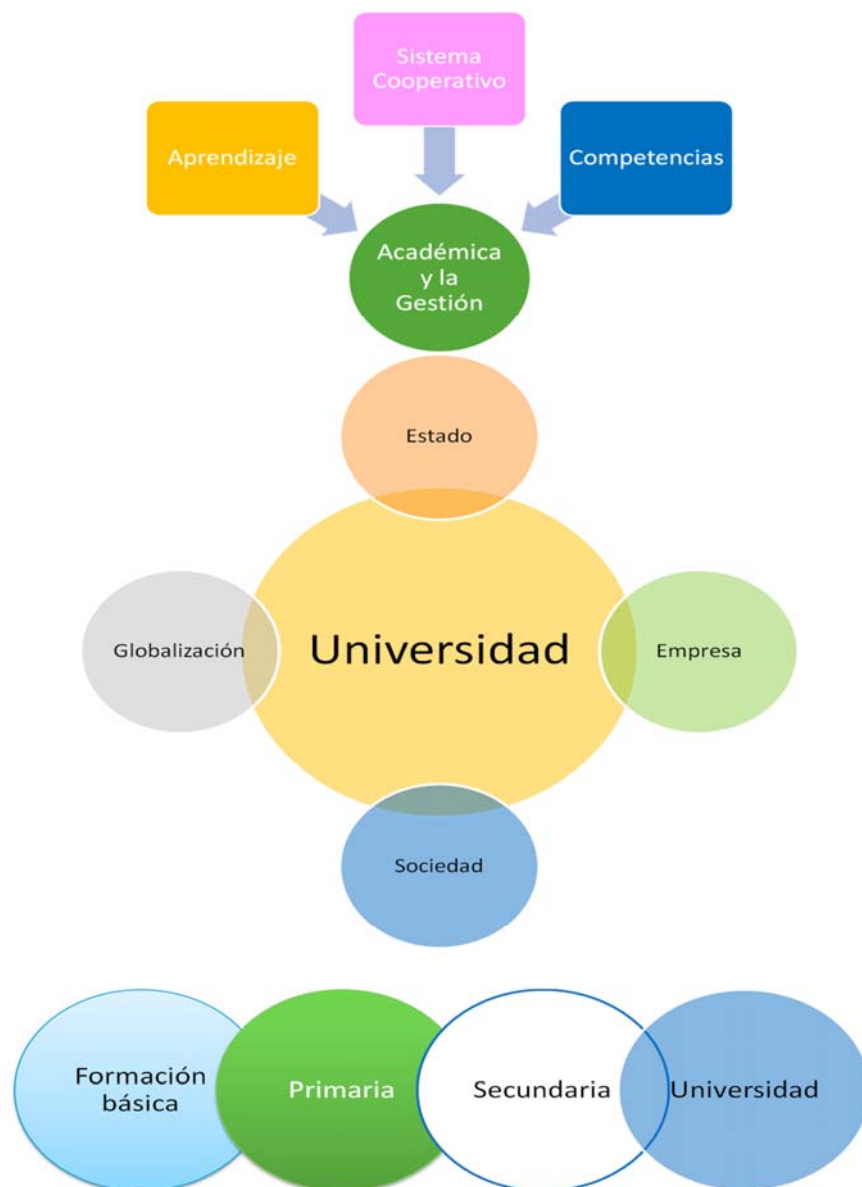 Sistema
Cooperativo
Aprendizaje
Competencias
Académica
y la
Gestión
Estado
Globalización
Universidad
Empresa
Sociedad
Formación
básica
Primaria
Secundaria
Universidad